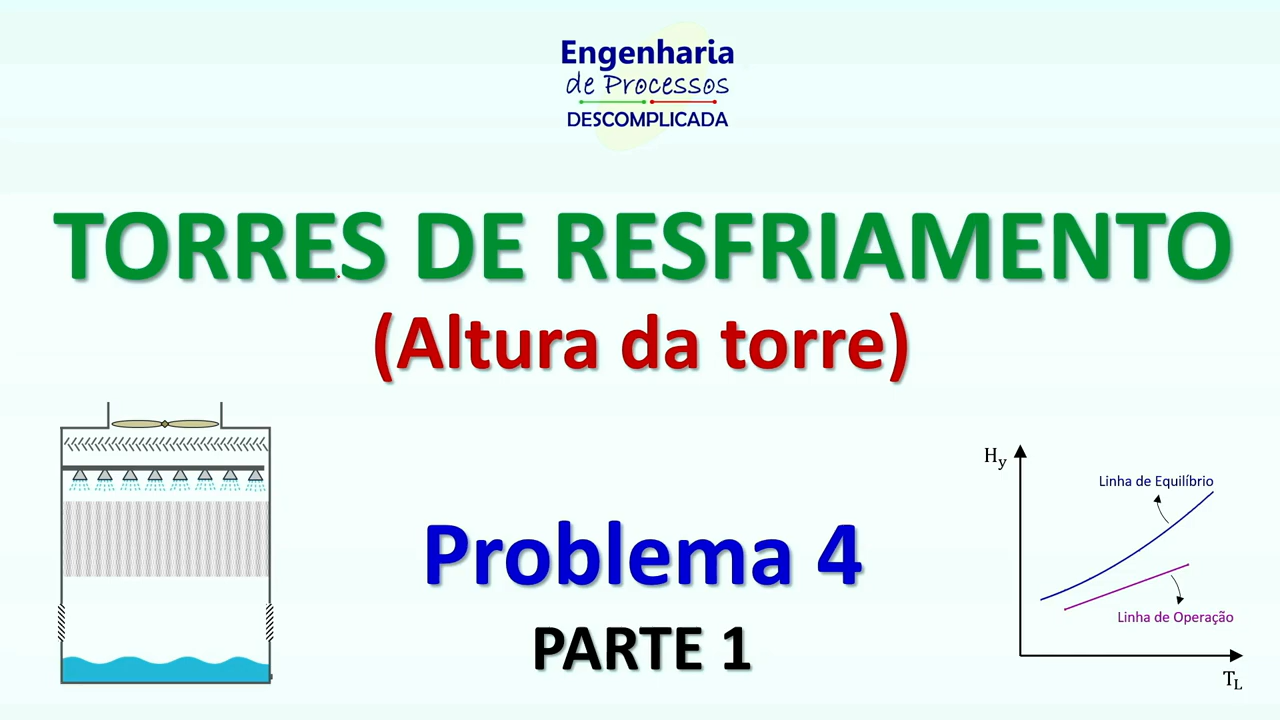 Engenharia
de Processos
DESCOMPLICADA
TORRES DE RESFRIAMENTO
(Altura da torre)
Problema 4
PARTE 1
Hy
Linha de Equilíbrio
Linha de Operação
TL